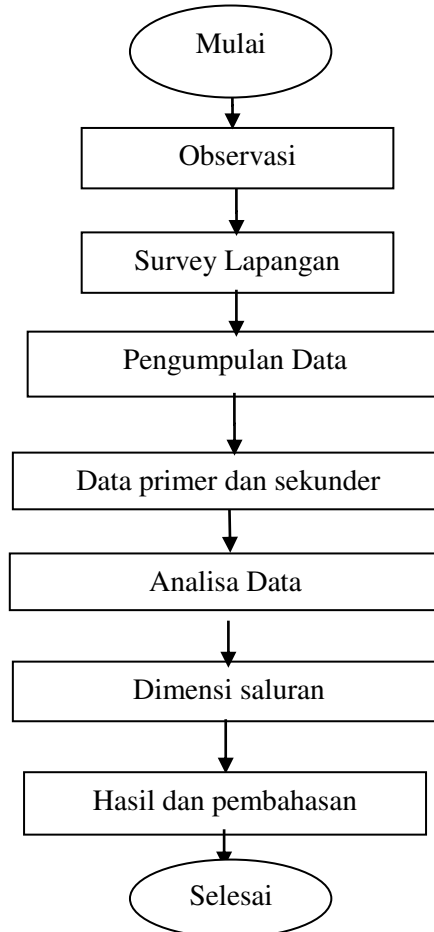 Mulai
Observasi
Survey Lapangan
Pengumpulan Data
Data primer dan sekunder
Analisa Data
Dimensi saluran
Hasil dan pembahasan
Selesai